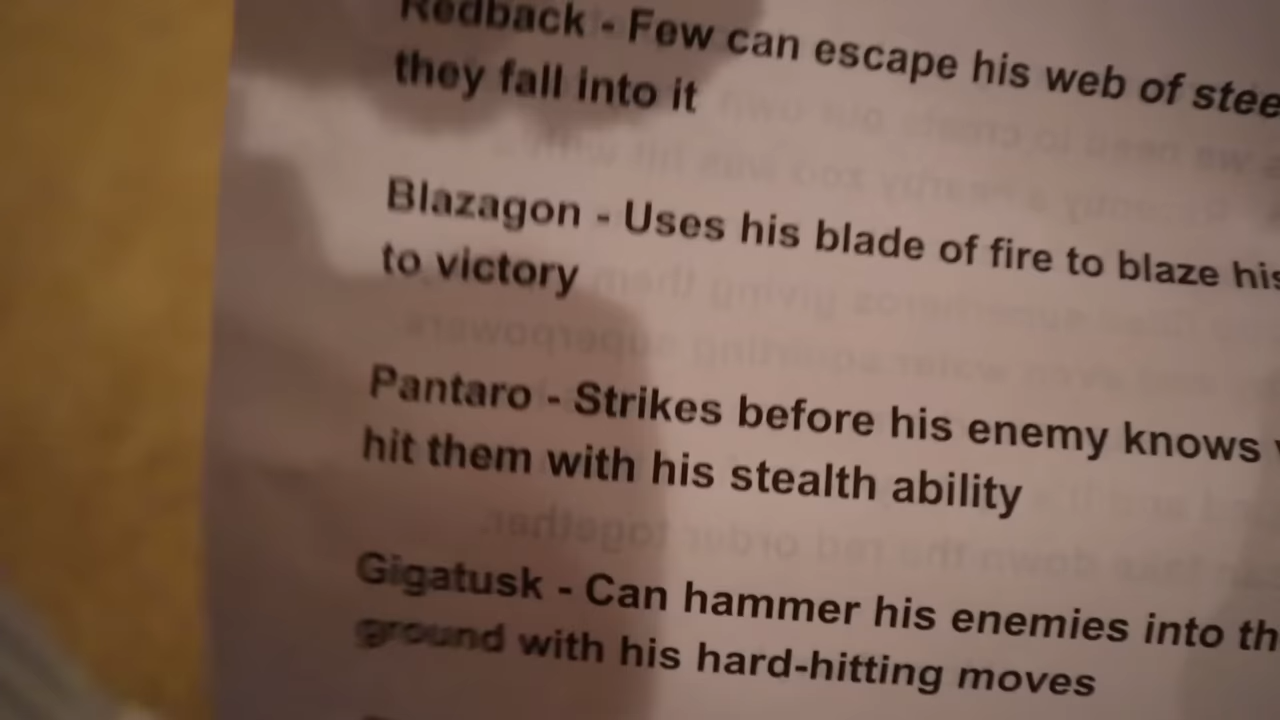 Redback - Few can escape his web of stee
they fall into it
Blazagon - Uses his blade of fire to blaze his
to victory
Pantaro - Strikes before his enemy knows
hit them with his stealth ability
Gigatusk - Can hammer his enemies into th
ground with his hard-hitting moves